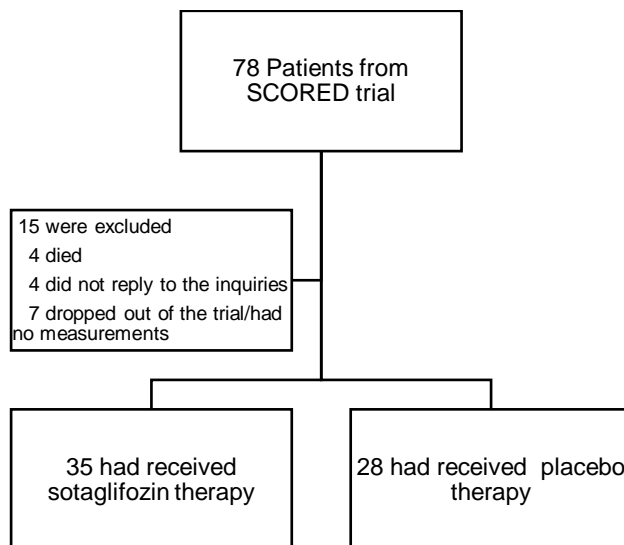 78 Patients from
SCORED trial
15 were excluded
4 died
4 did not reply to the inquiries
7 dropped out of the trial/had
no measurements
35 had received
sotaglifozin therapy
28 had received placebo
therapy